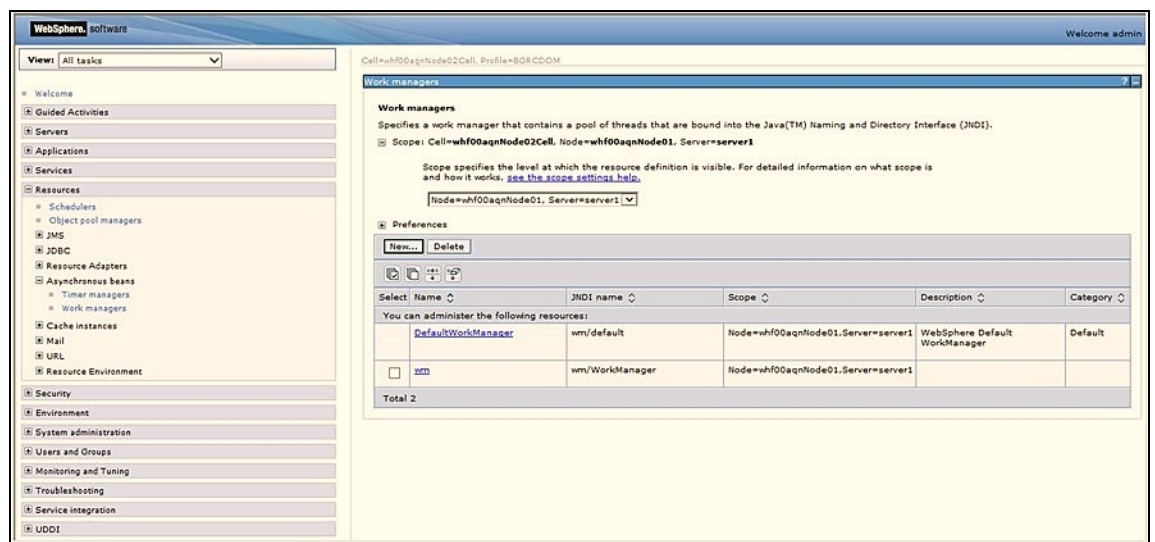 WebSphere. software
Welcome admin
View: All tasks
Welcome
Guided Activities
Servers
Applications
Services
Resources
Schedulers
Object pool managers
JMS
JDBC
Resource Adapters
Asynchronous beans
Timer managers
Work managers
Cache instances
Mail
URL
Resource Environment
Security
Environment
System administration
Users and Groups
Monitoring and Tuning
Troubleshooting
Service integration
UDDI
Cell=whf00aqnNode02Cell, Profile=BGRCDOM
Work managers
? -
Work managers
Specifies a work manager that contains a pool of threads that are bound into the Java(TM) Naming and Directory Interface (JNDI).
Scope: Cell=whf00aqnNode02Cell, Node=whf00aqnNode01, Server=server1
Scope specifies the level at which the resource definition is visible. For detailed information on what scope is
and how it works, see the scope settings help.
Node=whf00aqnNode01, Server=server1
Preferences
New... Delete
Select Name JNDI name Scope Description Category
You can administer the following resources:
DefaultWorkManager wm/default Node=whf00aqnNode01,Server=server1 WebSphere Default WorkManager Default
wm wm/WorkManager Node=whf00aqnNode01,Server=server1
Total 2